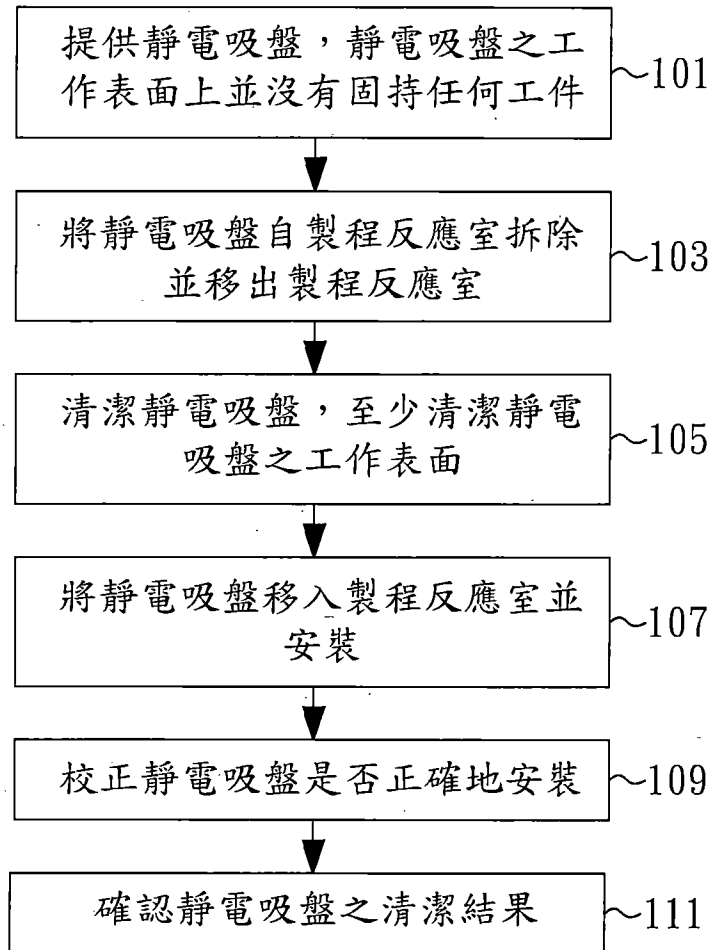 提供靜電吸盤，靜電吸盤之工
作表面上並沒有固持任何工件
101
將靜電吸盤自製程反應室拆除
並移出製程反應室
103
清潔靜電吸盤，至少清潔靜電
吸盤之工作表面
105
將靜電吸盤移入製程反應室並
安裝
107
校正靜電吸盤是否正確地安裝
109
確認靜電吸盤之清潔結果
111